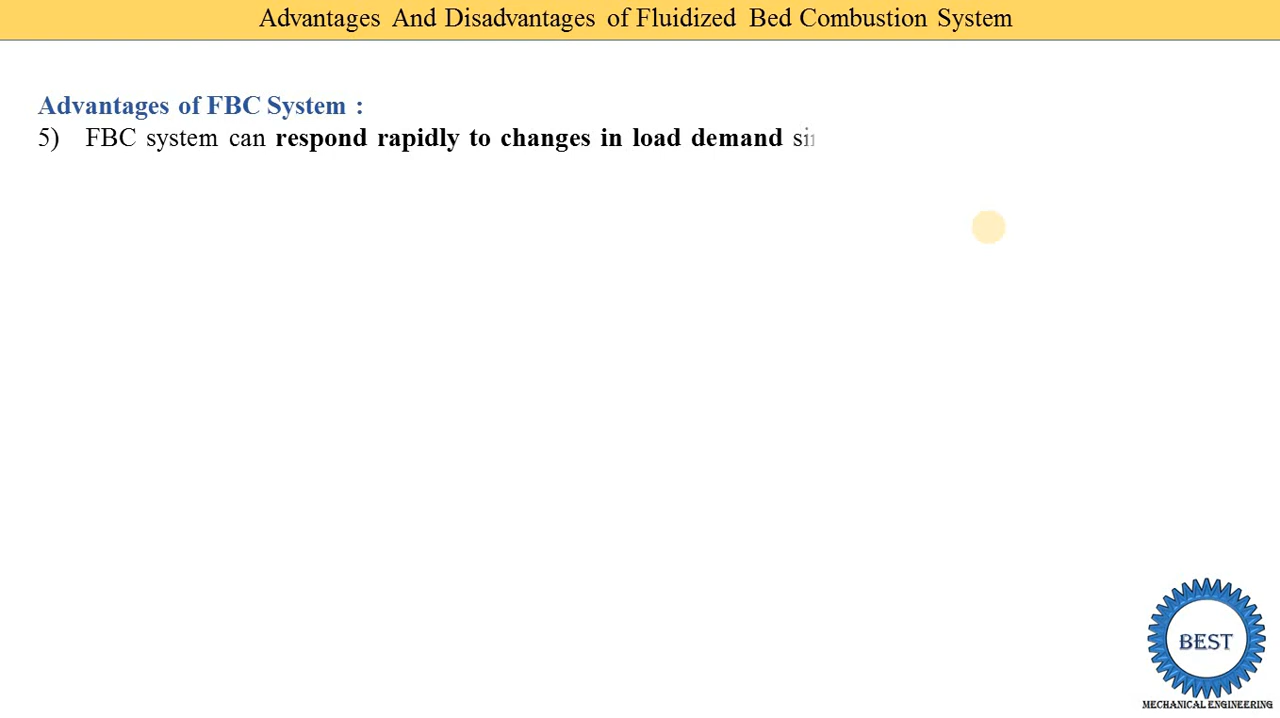 Advantages And Disadvantages of Fluidized Bed Combustion System
Advantages of FBC System :
5) FBC system can respond rapidly to changes in load demand
BEST
MECHANICAL ENGINEERING